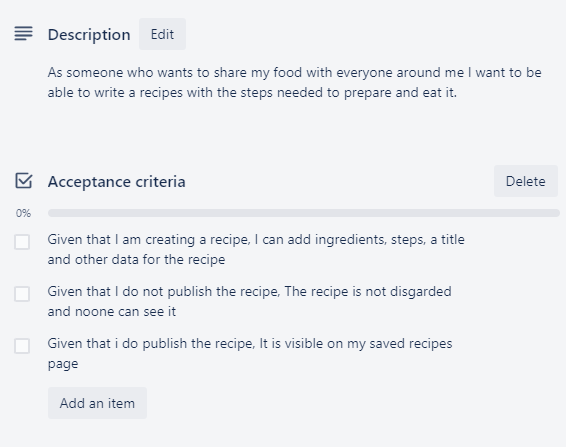 Description Edit
As someone who wants to share my food with everyone around me I want to be
able to write a recipes with the steps needed to prepare and eat it.
Acceptance criteria Delete
0%
Given that I am creating a recipe, I can add ingredients, steps, a title
and other data for the recipe
Given that I do not publish the recipe, The recipe is not disgarded
and noone can see it
Given that i do publish the recipe, It is visible on my saved recipes
page
Add an item